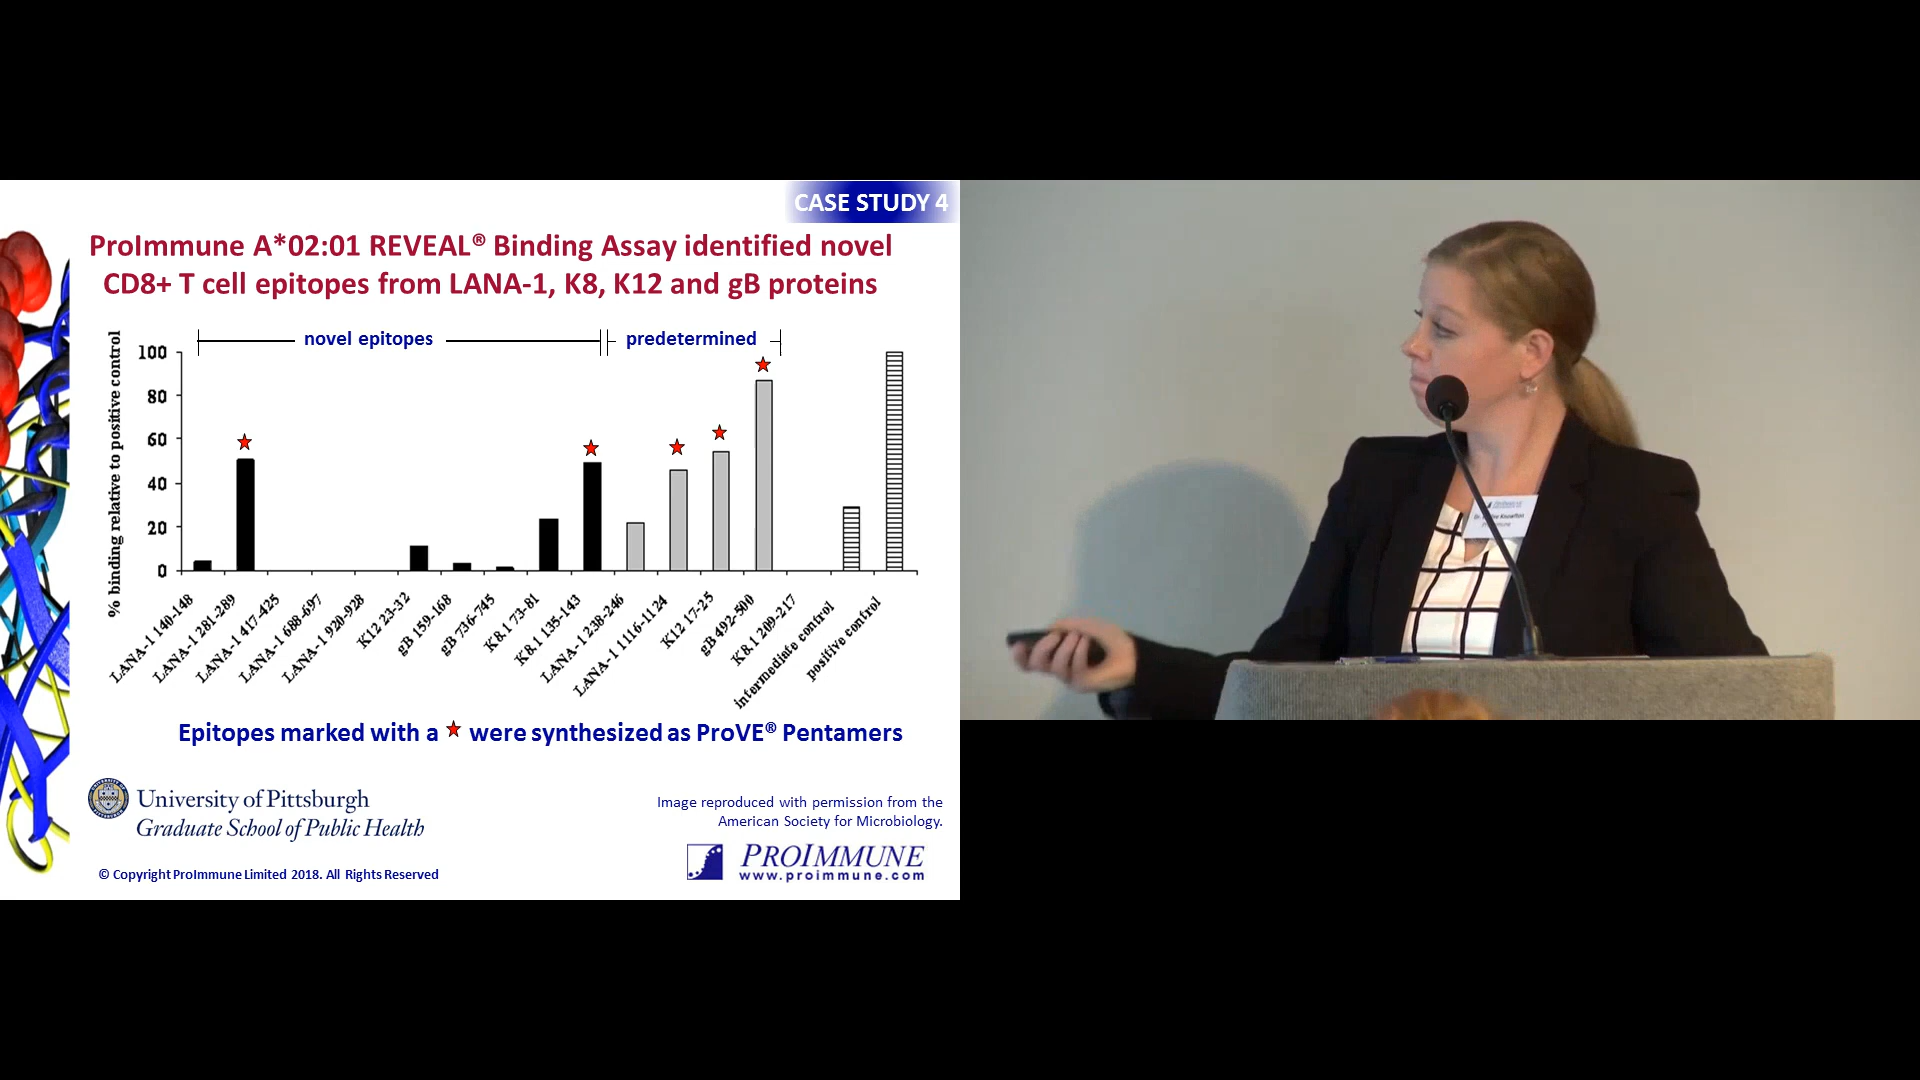 CASE STUDY 4
ProImmune A*02:01 REVEAL® Binding Assay identified novel
CD8+ T cell epitopes from LANA-1, K8, K12 and gB proteins
novel epitopes
predetermined
% binding relative to positive control
100
80
60
40
20
0
LANA-1 140-148
LANA-1 281-289
LANA-1 417-425
LANA-1 688-697
LANA-1 920-928
K12 23-32
gB 159-168
gB 736-745
K8.1 73-81
K8.1 135-143
LANA-1 238-246
LANA-1 1116-1124
K12 17-25
gB 492-500
K8.1 209-217
intermediate control
positive control
Epitopes marked with a ★ were synthesized as ProVE® Pentamers
University of Pittsburgh
Graduate School of Public Health
Image reproduced with permission from the
American Society for Microbiology.
PROIMMUNE
www.proimmune.com
© Copyright ProImmune Limited 2018. All Rights Reserved